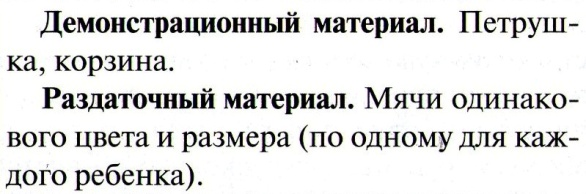 Демонстрационный материал. Петруш-
ка, корзина.
Раздаточный материал. Мячи одинако-
вого цвета и размера (по одному для каж-
дого ребенка).